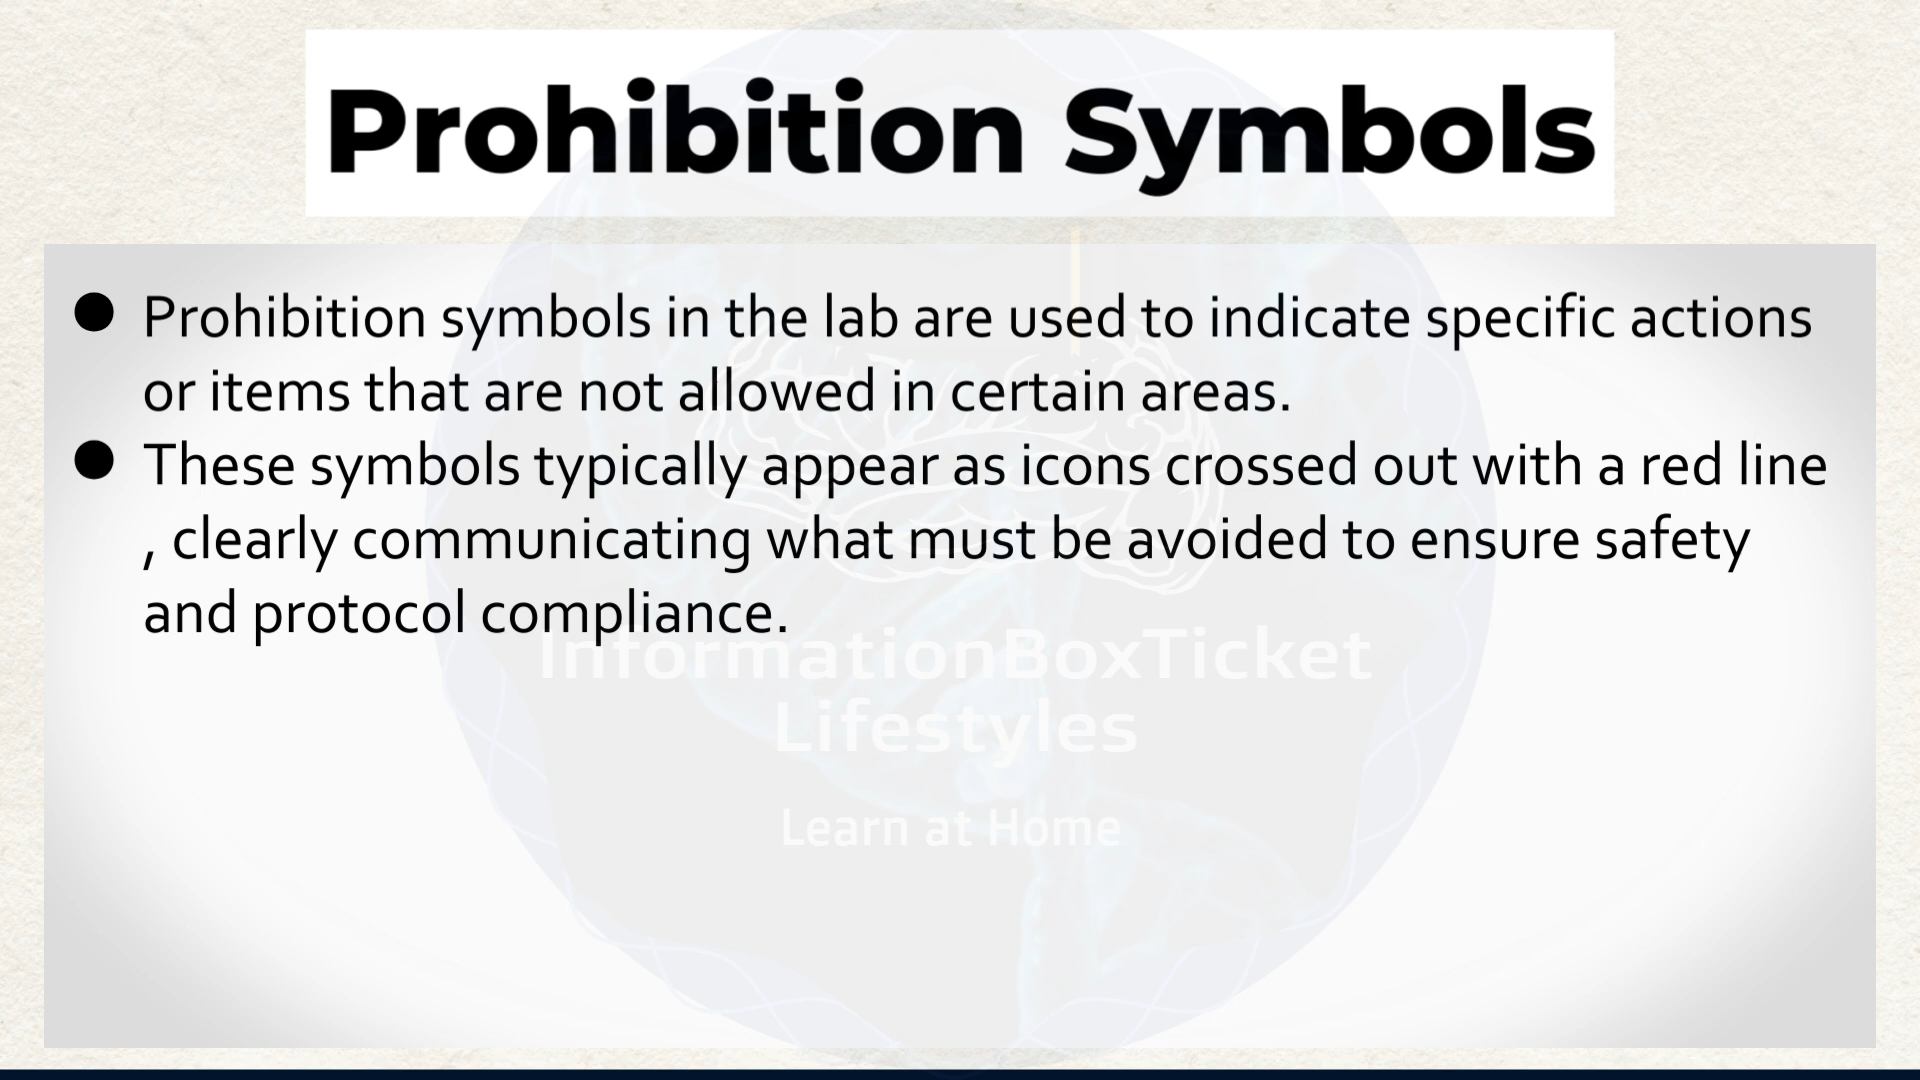 Prohibition Symbols
● Prohibition symbols in the lab are used to indicate specific actions
or items that are not allowed in certain areas.
● These symbols typically appear as icons crossed out with a red line
, clearly communicating what must be avoided to ensure safety
and protocol compliance.
InformationBoxTicket
Lifestyles
Learn at Home